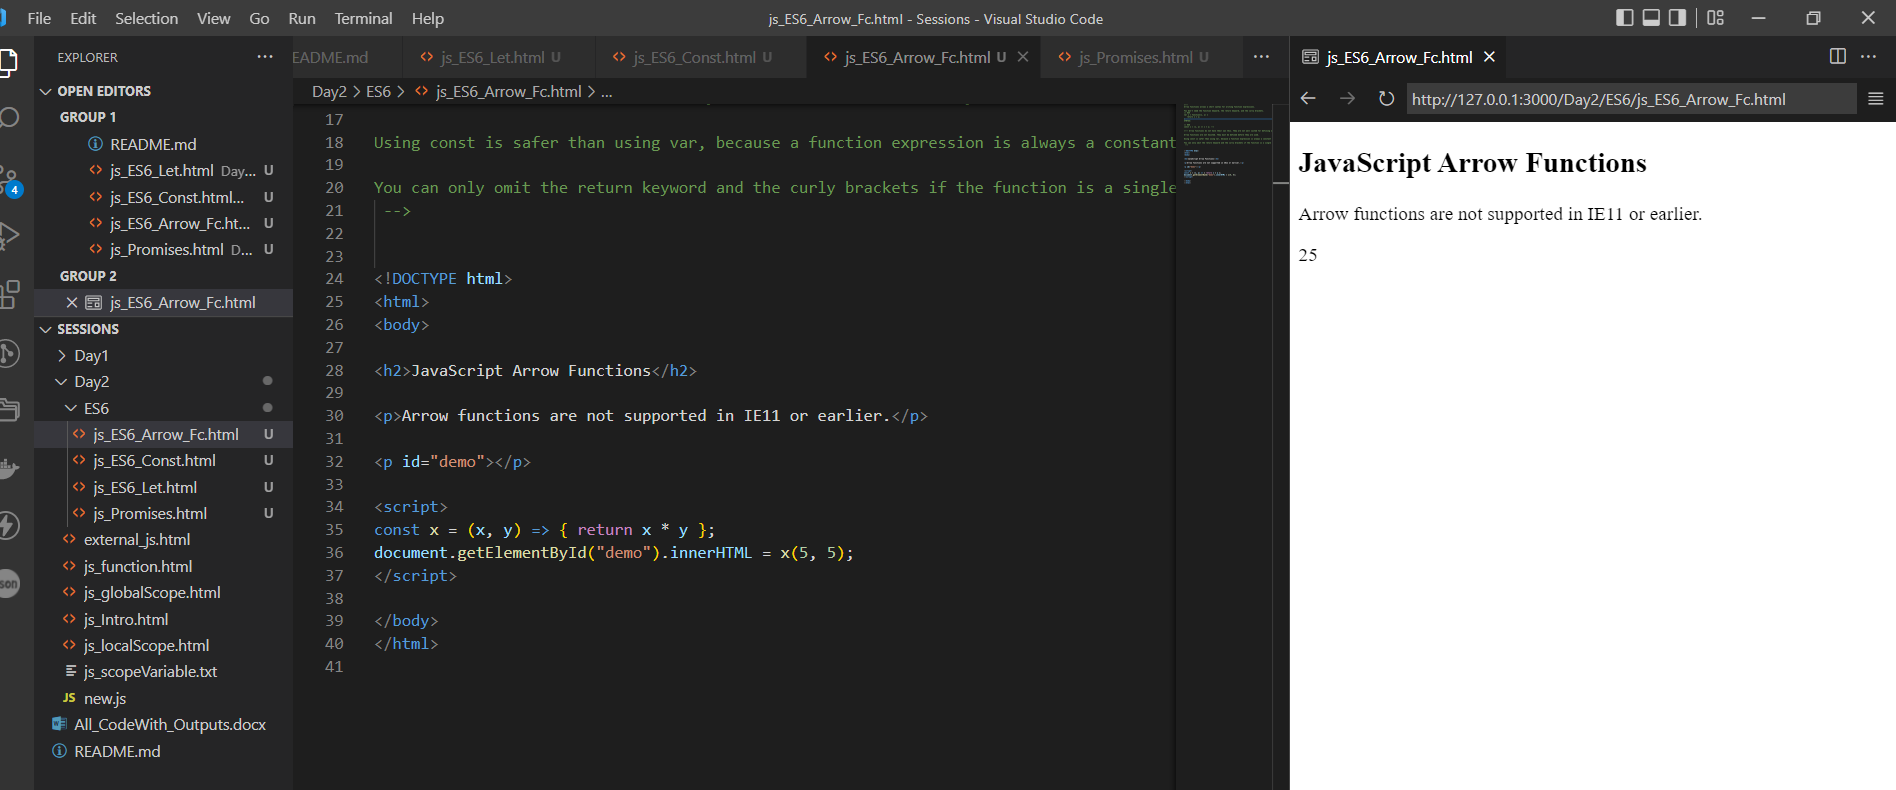 File Edit Selection View Go Run Terminal Help
js_ES6_Arrow_Fc.html - Sessions - Visual Studio Code
EXPLORER
OPEN EDITORS
GROUP 1
README.md
js_ES6_Let.html Day... U
js_ES6_Const.html... U
js_ES6_Arrow_Fc.ht... U
js_Promises.html D... U
GROUP 2
js_ES6_Arrow_Fc.html
SESSIONS
Day1
Day2
ES6
js_ES6_Arrow_Fc.html U
js_ES6_Const.html U
js_ES6_Let.html U
js_Promises.html U
external_js.html
js_function.html
js_globalScope.html
js_Intro.html
js_localScope.html
js_scopeVariable.txt
JS new.js
All_CodeWith_Outputs.docx
README.md
4
EADME.md js_ES6_Let.html U js_ES6_Const.html U js_ES6_Arrow_Fc.html U js_Promises.html U ...
Day2 > ES6 > js_ES6_Arrow_Fc.html > ...
17
18 Using const is safer than using var, because a function expression is always a constant
19
20 You can only omit the return keyword and the curly brackets if the function is a single
21 -->
22
23
24 <!DOCTYPE html>
25 <html>
26 <body>
27
28 <h2>JavaScript Arrow Functions</h2>
29
30 <p>Arrow functions are not supported in IE11 or earlier.</p>
31
32 <p id="demo"></p>
33
34 <script>
35 const x = (x, y) => { return x * y };
36 document.getElementById("demo").innerHTML = x(5, 5);
37 </script>
38
39 </body>
40 </html>
41
js_ES6_Arrow_Fc.html
http://127.0.0.1:3000/Day2/ES6/js_ES6_Arrow_Fc.html
JavaScript Arrow Functions
Arrow functions are not supported in IE11 or earlier.
25